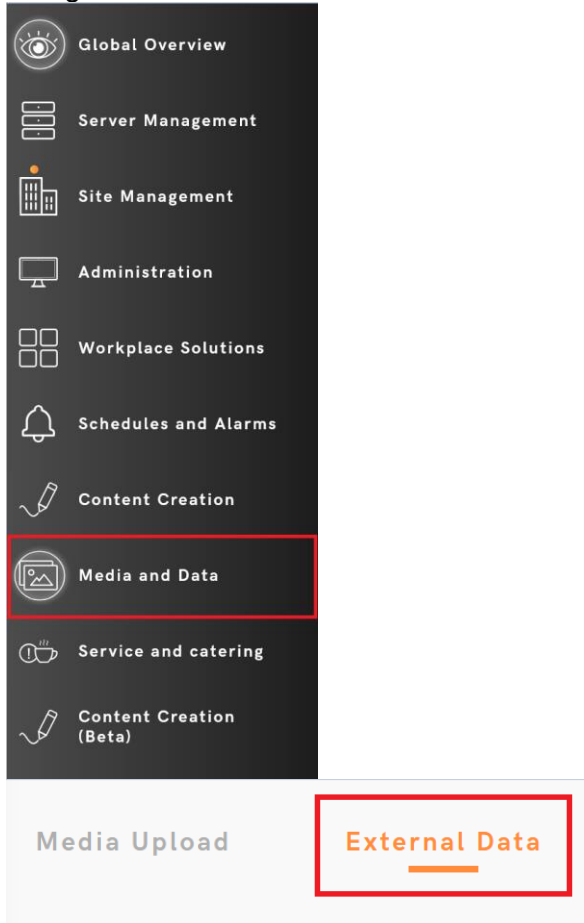 Global Overview
Server Management
Site Management
Administration
Workplace Solutions
Schedules and Alarms
Content Creation
Media and Data
Service and catering
Content Creation
(Beta)
Media Upload
External Data